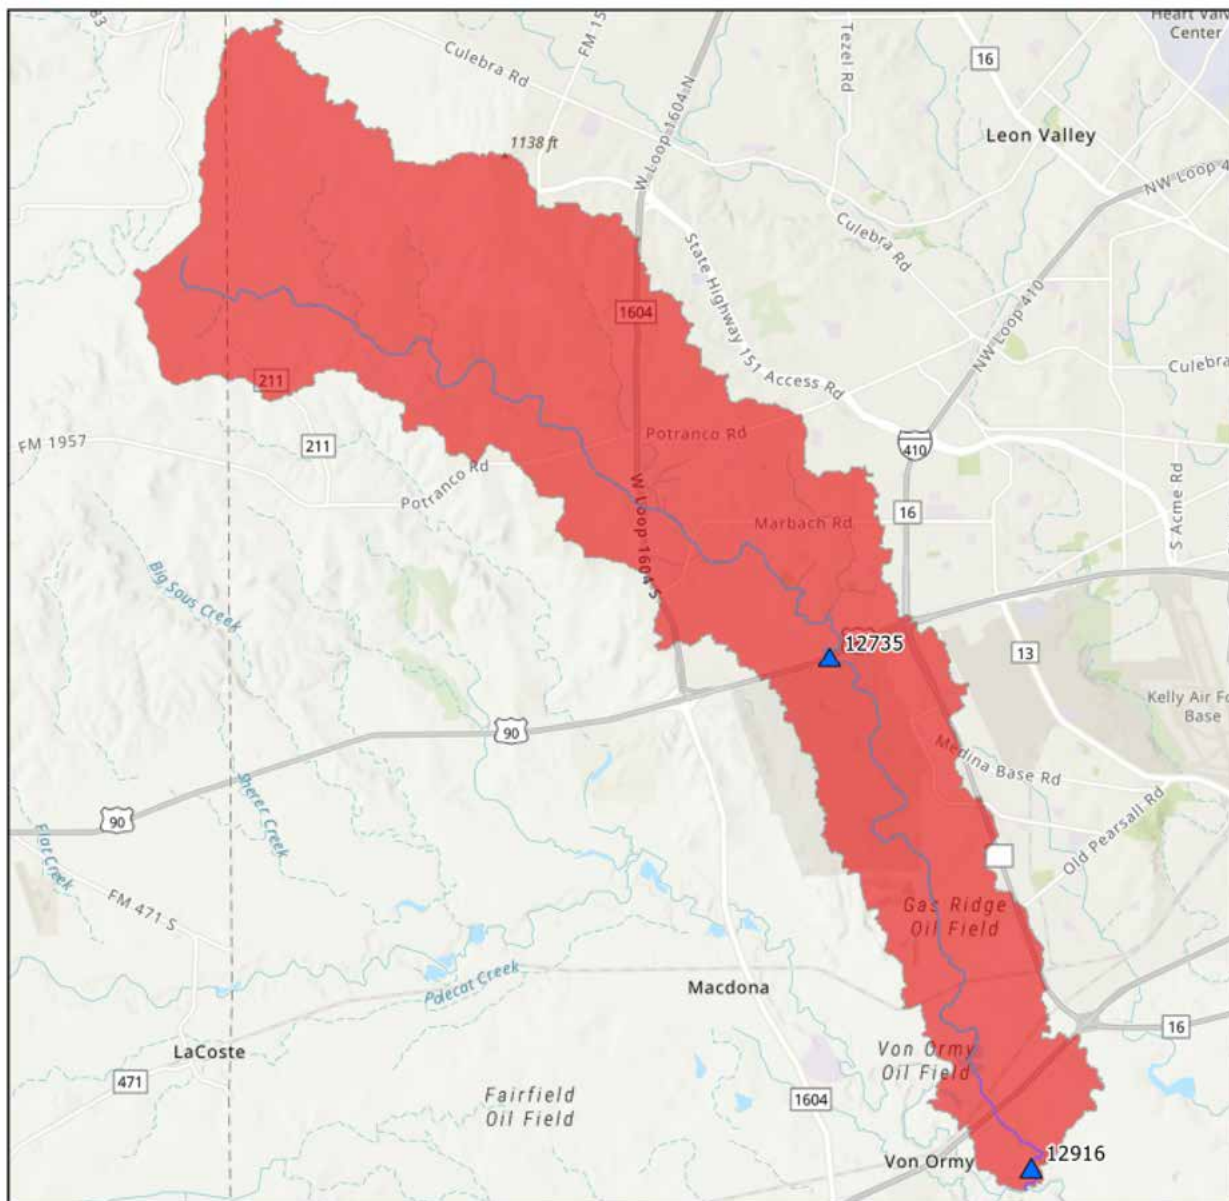 Heart Valv
Center
83
FM 15
Culebra Rd
Tezel Rd
16
Leon Valley
1138 ft
W Loop 1604 N
NW Loop 4
Culebra Rd
State Highway 151 Access Rd
NW Loop 410
1604
Culebra
211
FM 1957
211
Potranco Rd
Potranco Rd
410
16
S Acme Rd
W Loop 1604 S
Marbach Rd
Big Sous Creek
12735
13
Kelly Air Fo
Base
90
Medina Base Rd
Sherer Creek
90
Old Pearsall Rd
Flat Creek
FM 471 S
Gas Ridge
Oil Field
Polecat Creek
Macdona
16
LaCoste
Von Ormy
Oil Field
471
Fairfield
Oil Field
1604
Von Ormy
12916